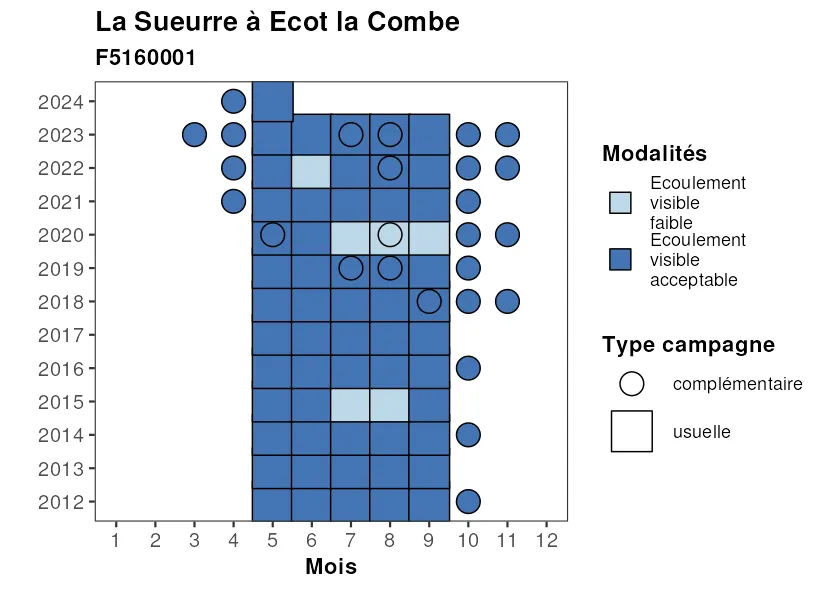 La Sueurre à Ecot la Combe
F5160001
2024
2023
2022
2021
2020
2019
2018
2017
2016
2015
2014
2013
2012
1 2 3 4 5 6 7 8 9 10 11 12
Mois
Modalités
Ecoulement
visible
faible
Ecoulement
visible
acceptable
Type campagne
complémentaire
usuelle